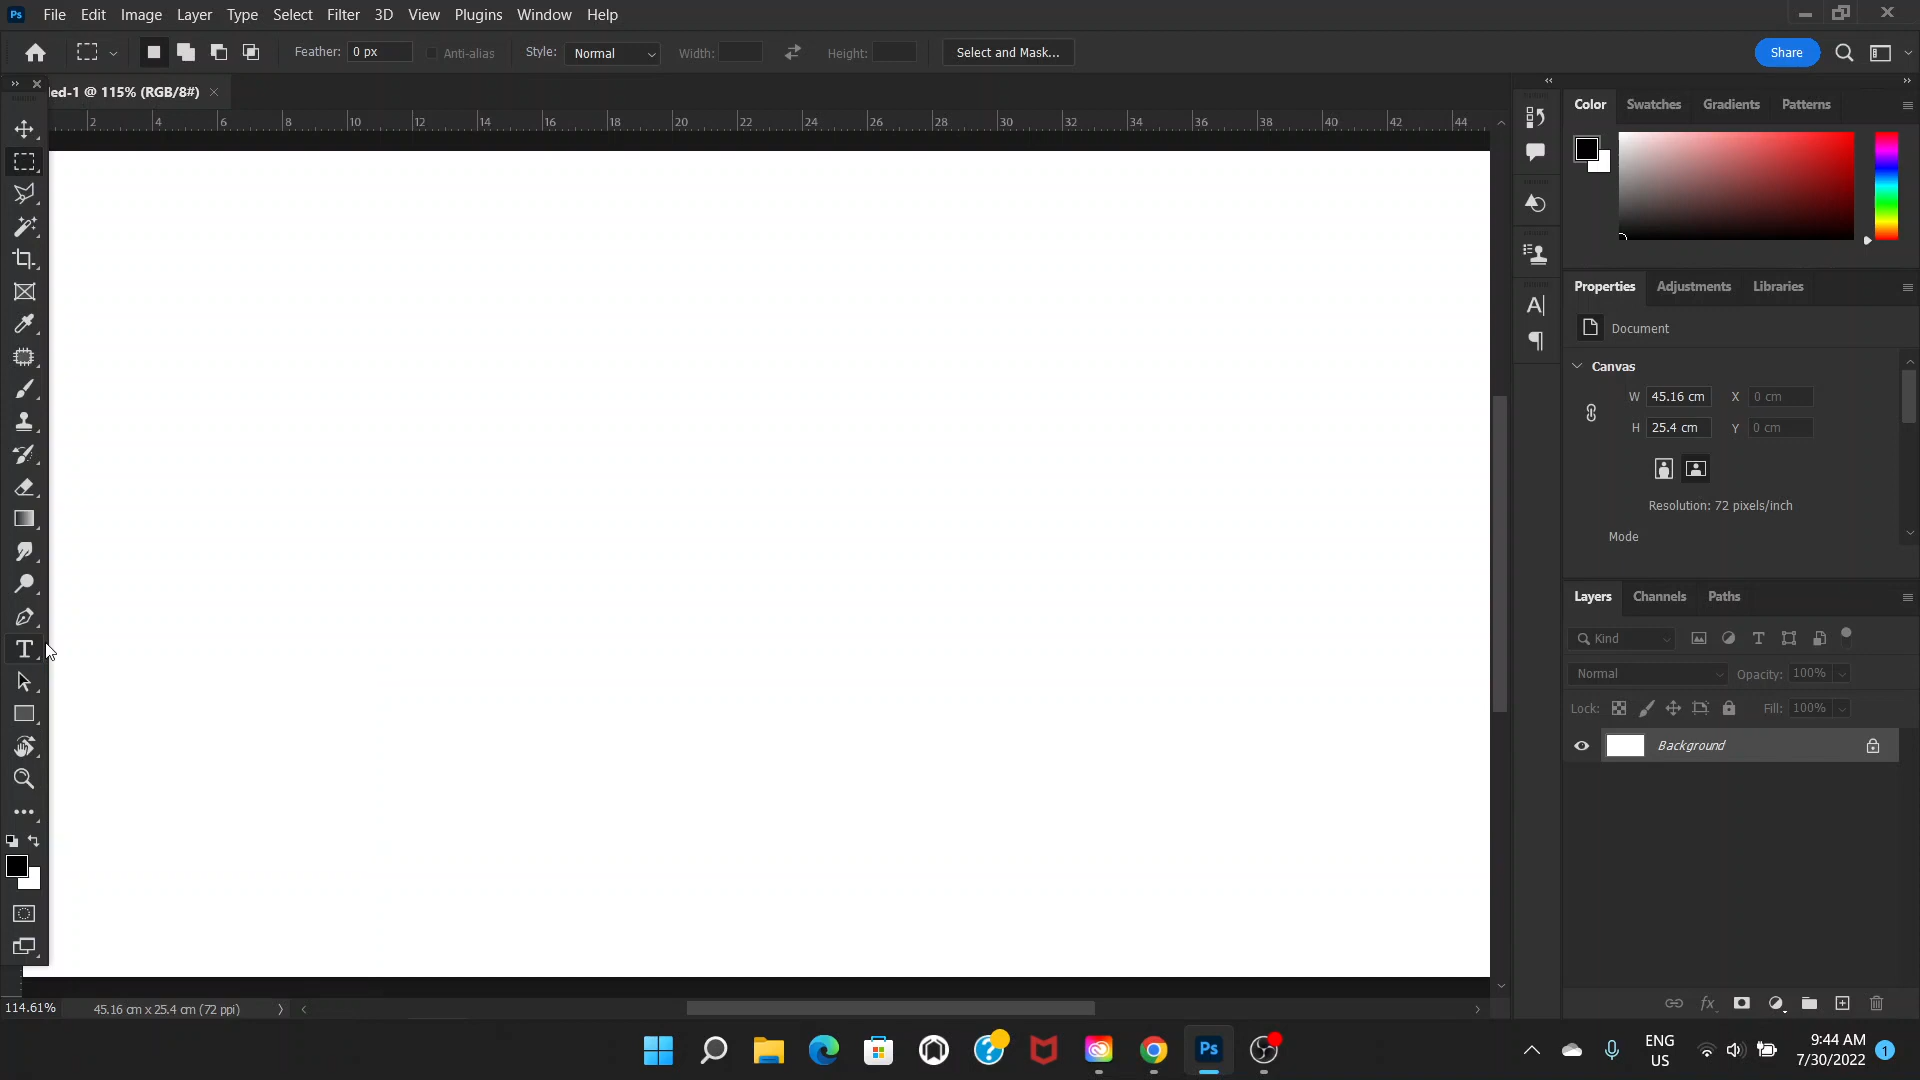 Ps File Edit Image Layer Type Select Filter 3D View Plugins Window Help
Feather: 0 px Anti-alias Style: Normal Width: Height: Select and Mask... Share
led-1 @ 115% (RGB/8#)
2 4 6 8 10 12 14 16 18 20 22 24 26 28 30 32 34 36 38 40 42 44
Color Swatches Gradients Patterns
Properties Adjustments Libraries
Document
Canvas
W 45.16 cm X 0 cm
H 25.4 cm Y 0 cm
Resolution: 72 pixels/inch
Mode
Layers Channels Paths
Kind
Normal Opacity: 100%
Lock: Fill: 100%
Background
114.61% 45.16 cm x 25.4 cm (72 ppi)
Ps
ENG
US
9:44 AM
7/30/2022
1